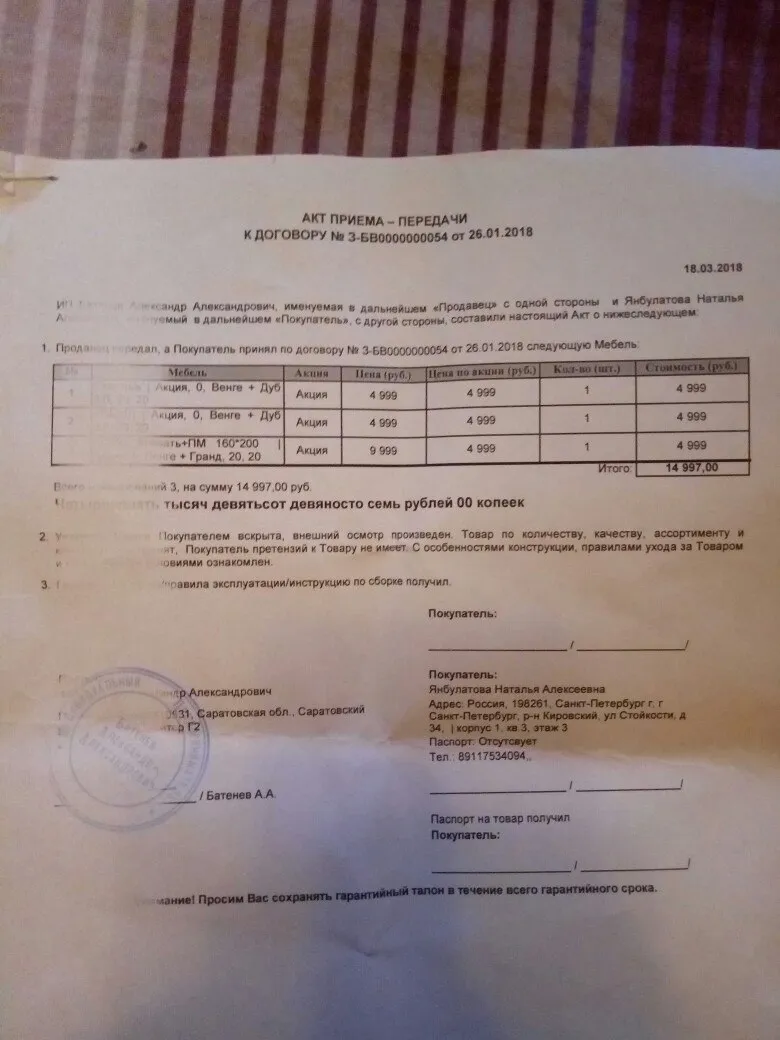 АКТ ПРИЕМА – ПЕРЕДАЧИ
К ДОГОВОРУ № З-БВ0000000054 от 26.01.2018
18.03.2018
ИП Александр Александрович, именуемая в дальнейшем «Продавец» с одной стороны и Янбулатова Наталья
в дальнейшем «Покупатель», с другой стороны, составили настоящий Акт о нижеследующем:
1. Продавец передал, а Покупатель принял по договору № З-БВ0000000054 от 26.01.2018 следующую Мебель:
Мебель Акция Цена (руб.) Цена по акции (руб.) Кол-во (шт.) Стоимость (руб.)
1 | Акция, 0, Венге + Дуб Акция 4 999 4 999 1 4 999
2 Акция, 0, Венге + Дуб Акция 4 999 4 999 1 4 999
+ПМ 160*200 | + Гранд, 20, 20 Акция 9 999 4 999 1 4 999
Итого: 14 997,00
3, на сумму 14 997,00 руб.
тысяч девятьсот девяносто семь рублей 00 копеек
2. Покупателем вскрыта, внешний осмотр произведен. Товар по количеству, качеству, ассортименту и
Покупатель претензий к Товару не имеет. С особенностями конструкции, правилами ухода за Товаром
и ознакомлен.
3. правила эксплуатации/инструкцию по сборке получил.
Покупатель:
/
Александрович
Саратовская обл., Саратовский
Г2
/ Батенев А.А.
Покупатель:
Янбулатова Наталья Алексеевна
Адрес: Россия, 198261, Санкт-Петербург г, г
Санкт-Петербург, р-н Кировский, ул Стойкости, д
34, | корпус 1, кв.3, этаж 3
Паспорт: Отсутсвует
Тел.: 89117534094,,
/
Паспорт на товар получил
Покупатель:
/
Просим Вас сохранять гарантийный талон в течение всего гарантийного срока.